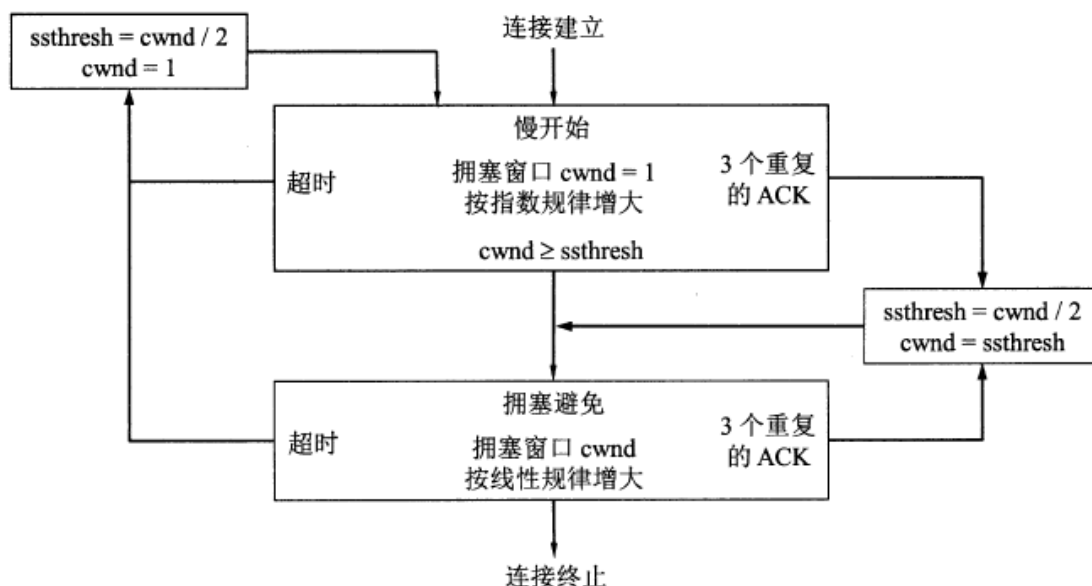 连接建立
ssthresh = cwnd / 2
cwnd = 1
慢开始
超时
拥塞窗口 cwnd = 1
按指数规律增大
3 个重复
的 ACK
cwnd ≥ ssthresh
ssthresh = cwnd / 2
cwnd = ssthresh
拥塞避免
超时
拥塞窗口 cwnd
按线性规律增大
3 个重复
的 ACK
连接终止